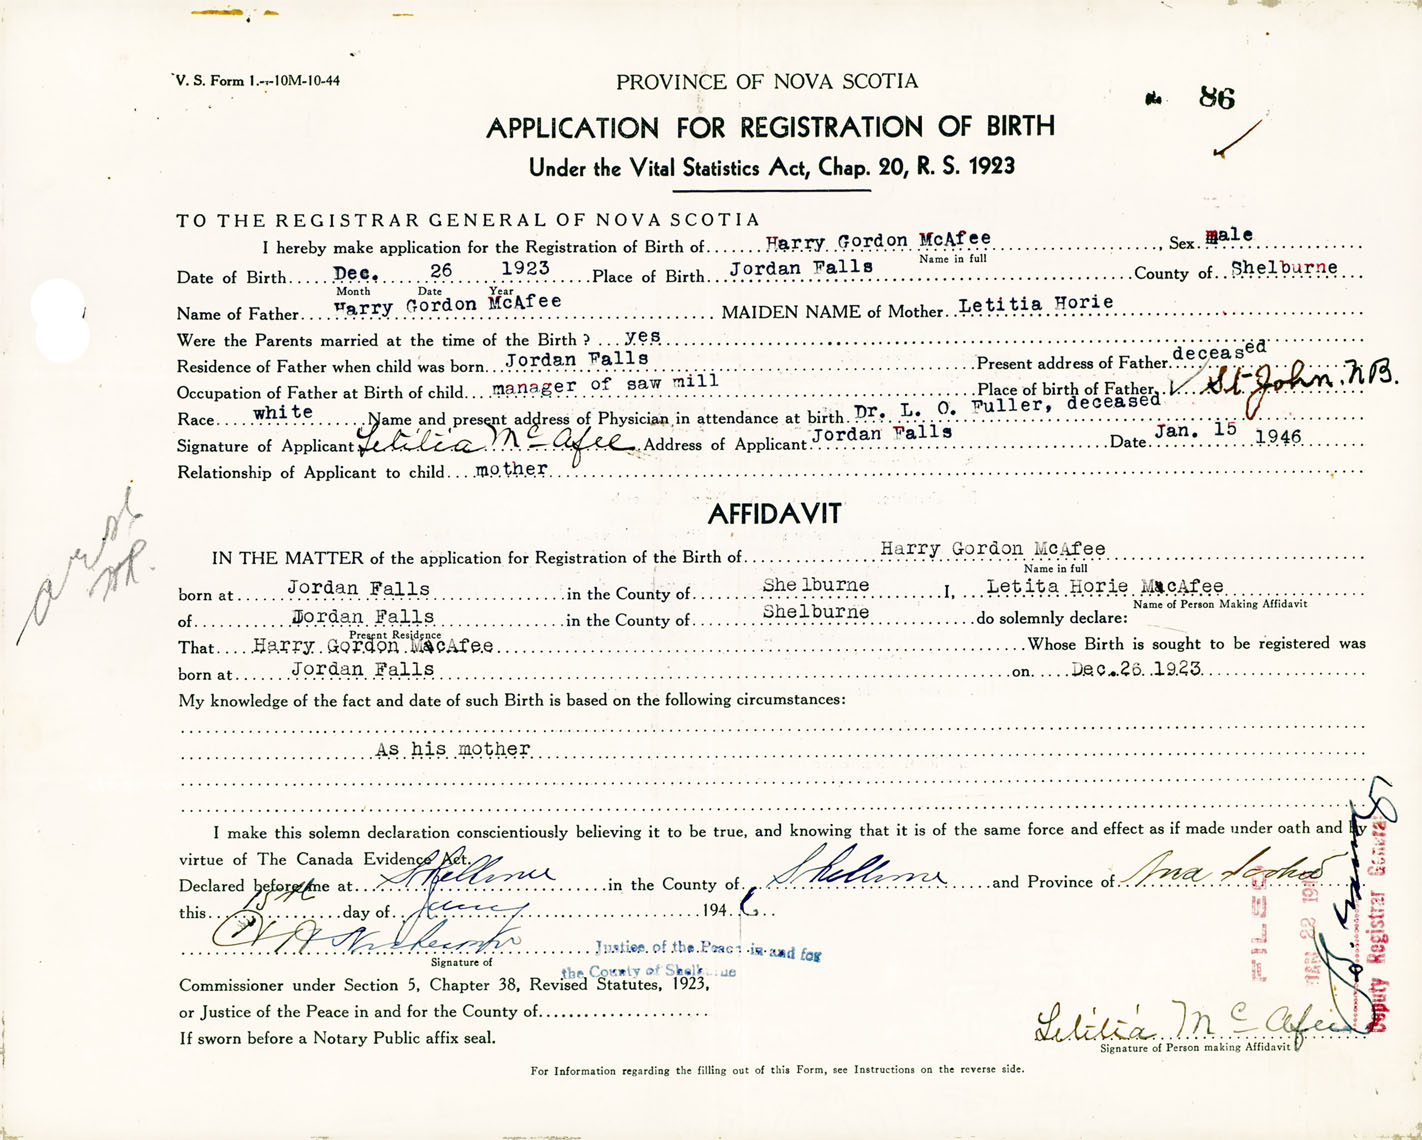 V. S. Form 1.--10M-10-44
PROVINCE OF NOVA SCOTIA
No. 86
APPLICATION FOR REGISTRATION OF BIRTH
Under the Vital Statistics Act, Chap. 20, R. S. 1923
TO THE REGISTRAR GENERAL OF NOVA SCOTIA
I hereby make application for the Registration of Birth of Harry Gordon McAfee, Sex male
Name in full
Date of Birth Dec. 26 1923 Place of Birth Jordan Falls County of Shelburne
Month Date Year
Name of Father Harry Gordon McAfee MAIDEN NAME of Mother Letitia Horie
Were the Parents married at the time of the Birth ? yes
Residence of Father when child was born Jordan Falls Present address of Father deceased
Occupation of Father at Birth of child manager of saw mill Place of birth of Father St John. N.B.
Race white Name and present address of Physician in attendance at birth Dr. L. O. Fuller, deceased
Signature of Applicant Letitia McAfee Address of Applicant Jordan Falls Date Jan. 15 1946
Relationship of Applicant to child mother
AFFIDAVIT
IN THE MATTER of the application for Registration of the Birth of Harry Gordon McAfee
Name in full
born at Jordan Falls in the County of Shelburne I, Letita Horie MacAfee
Name of Person Making Affidavit
of Jordan Falls in the County of Shelburne do solemnly declare:
Present Residence
That Harry Gordon MacAfee Whose Birth is sought to be registered was
born at Jordan Falls on Dec. 26 1923
My knowledge of the fact and date of such Birth is based on the following circumstances:
As his mother
I make this solemn declaration conscientiously believing it to be true, and knowing that it is of the same force and effect as if made under oath and by
virtue of The Canada Evidence Act.
Declared before me at Shelburne in the County of Shelburne and Province of Nova Scotia
this 15th day of Jany 1946
Justice of the Peace in and for
the County of Shelburne
Signature of
Commissioner under Section 5, Chapter 38, Revised Statutes, 1923,
or Justice of the Peace in and for the County of
If sworn before a Notary Public affix seal.
FILED
JAN 22 19
Deputy Registrar General
Letitia McAfee
Signature of Person making Affidavit
For Information regarding the filling out of this Form, see Instructions on the reverse side.